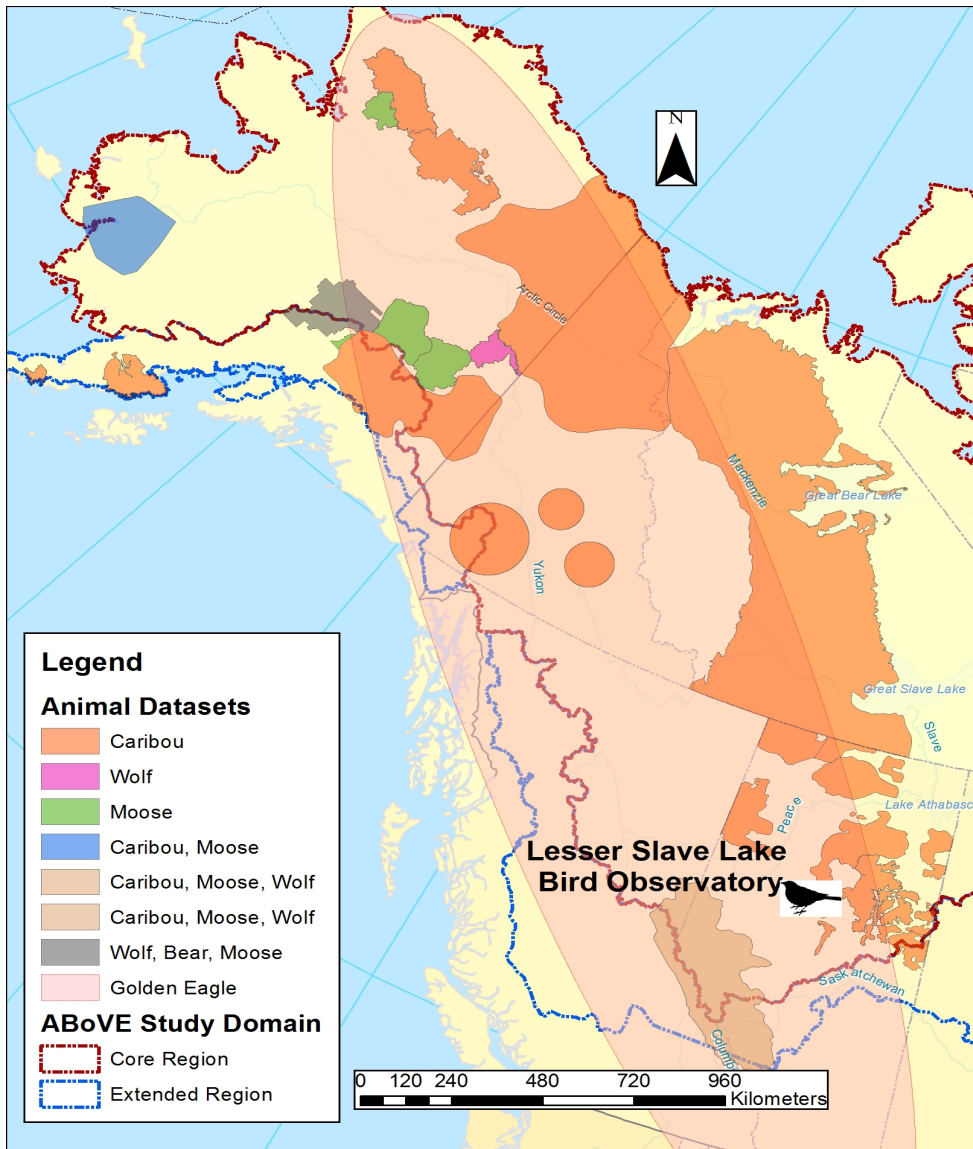 N
Arctic Circle
Mackenzie
Great Bear Lake
Yukon
Great Slave Lake
Slave
Peace
Lake Athabasc
Lesser Slave Lake
Bird Observatory
Saskatchewan
Columbi
Legend
Animal Datasets
Caribou
Wolf
Moose
Caribou, Moose
Caribou, Moose, Wolf
Caribou, Moose, Wolf
Wolf, Bear, Moose
Golden Eagle
ABoVE Study Domain
Core Region
Extended Region
0 120 240 480 720 960
Kilometers